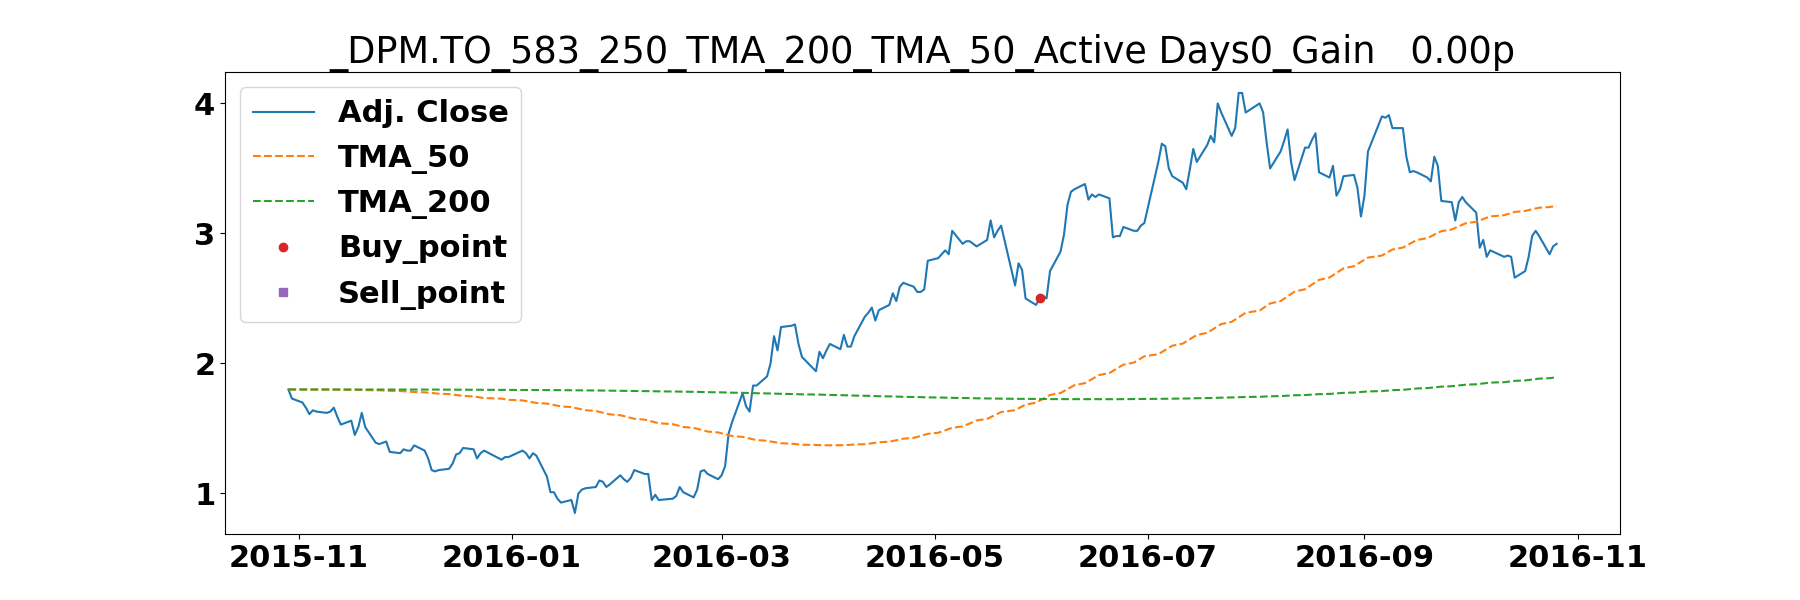 _DPM.TO_583_250_TMA_200_TMA_50_Active Days0_Gain   0.00p
Adj. Close
TMA_50
TMA_200
Buy_point
Sell_point
4
3
2
1
2015-11 2016-01 2016-03 2016-05 2016-07 2016-09 2016-11